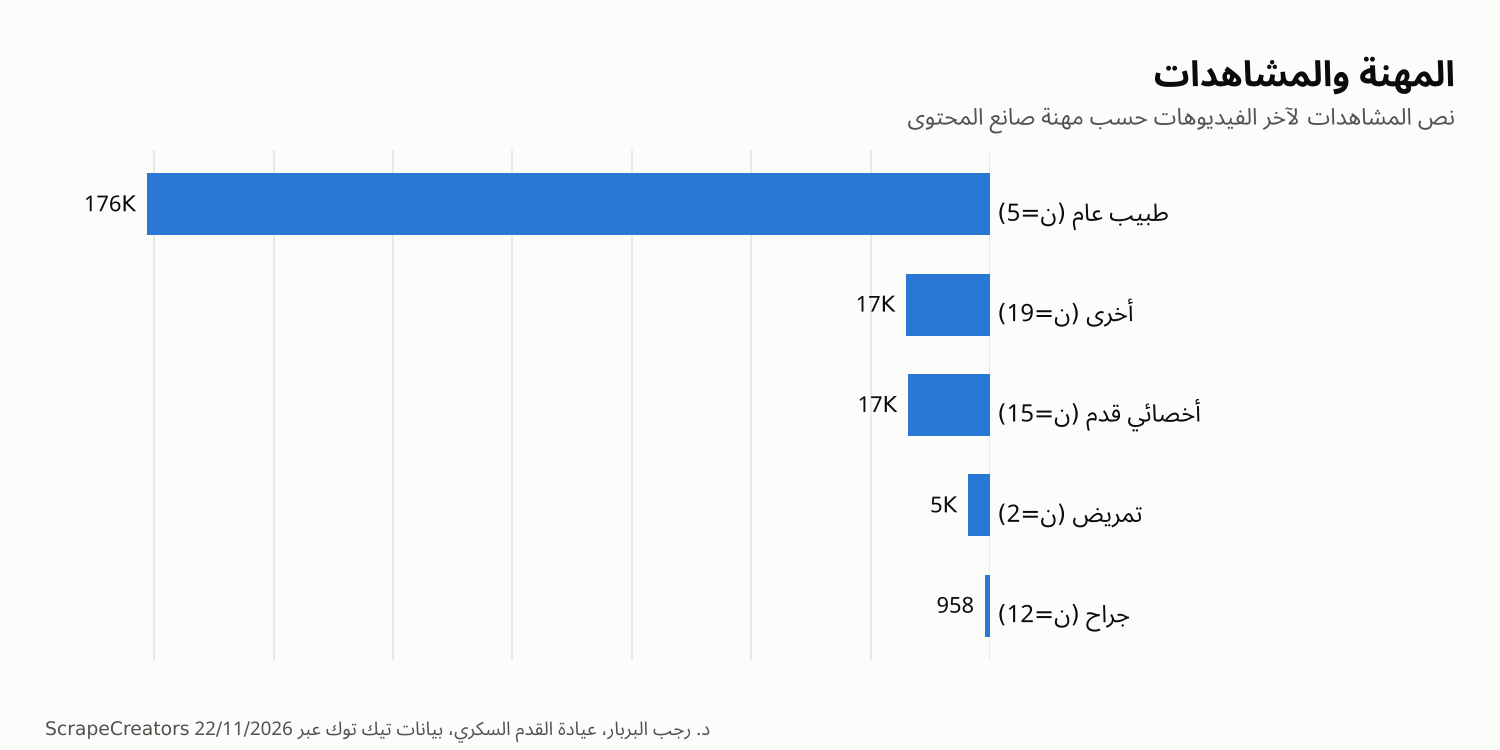 المهنة والمشاهدات
نص المشاهدات لآخر الفيديوهات حسب مهنة صانع المحتوى
طبيب عام (ن=5)
176K
أخرى (ن=19)
17K
أخصائي قدم (ن=15)
17K
تمريض (ن=2)
5K
جراح (ن=12)
958
د. رجب البربار، عيادة القدم السكري، بيانات تيك توك عبر ScrapeCreators 22/11/2026